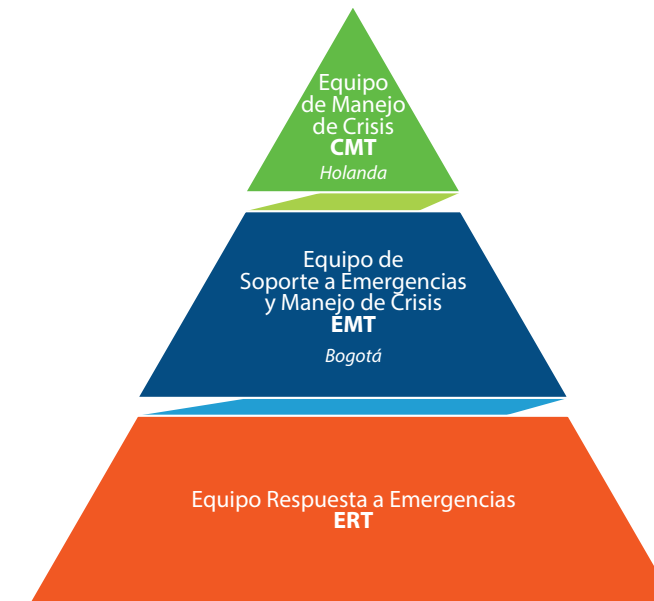 Equipo
de Manejo
de Crisis
CMT
Holanda
Equipo de
Soporte a Emergencias
y Manejo de Crisis
EMT
Bogotá
Equipo Respuesta a Emergencias
ERT